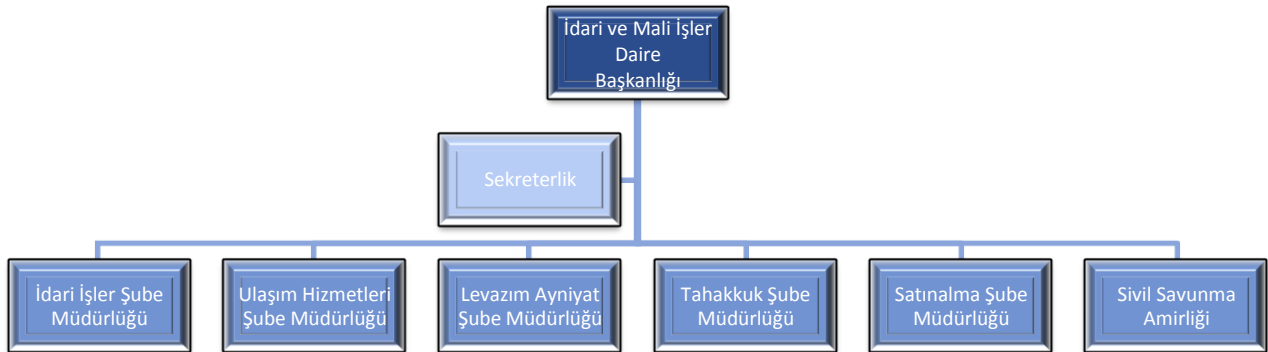 İdari ve Mali İşler
Daire
Başkanlığı
Sekreterlik
İdari İşler Şube
Müdürlüğü
Ulaşım Hizmetleri
Şube Müdürlüğü
Levazım Ayniyat
Şube Müdürlüğü
Tahakkuk Şube
Müdürlüğü
Satınalma Şube
Müdürlüğü
Sivil Savunma
Amirliği